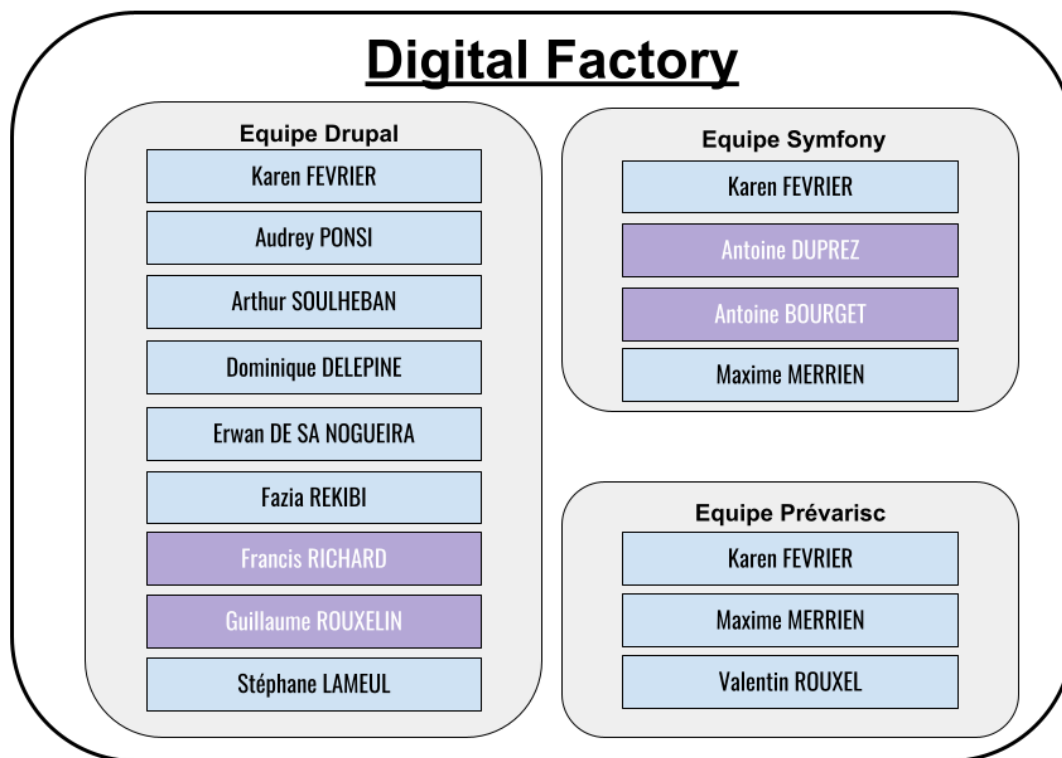 Digital Factory
Equipe Drupal
Karen FEVRIER
Audrey PONSI
Arthur SOULHEBAN
Dominique DELEPINE
Erwan DE SA NOGUEIRA
Fazia REKIBI
Francis RICHARD
Guillaume ROUXELIN
Stéphane LAMEUL
Equipe Symfony
Karen FEVRIER
Antoine DUPREZ
Antoine BOURGET
Maxime MERRIEN
Equipe Prévarisc
Karen FEVRIER
Maxime MERRIEN
Valentin ROUXEL